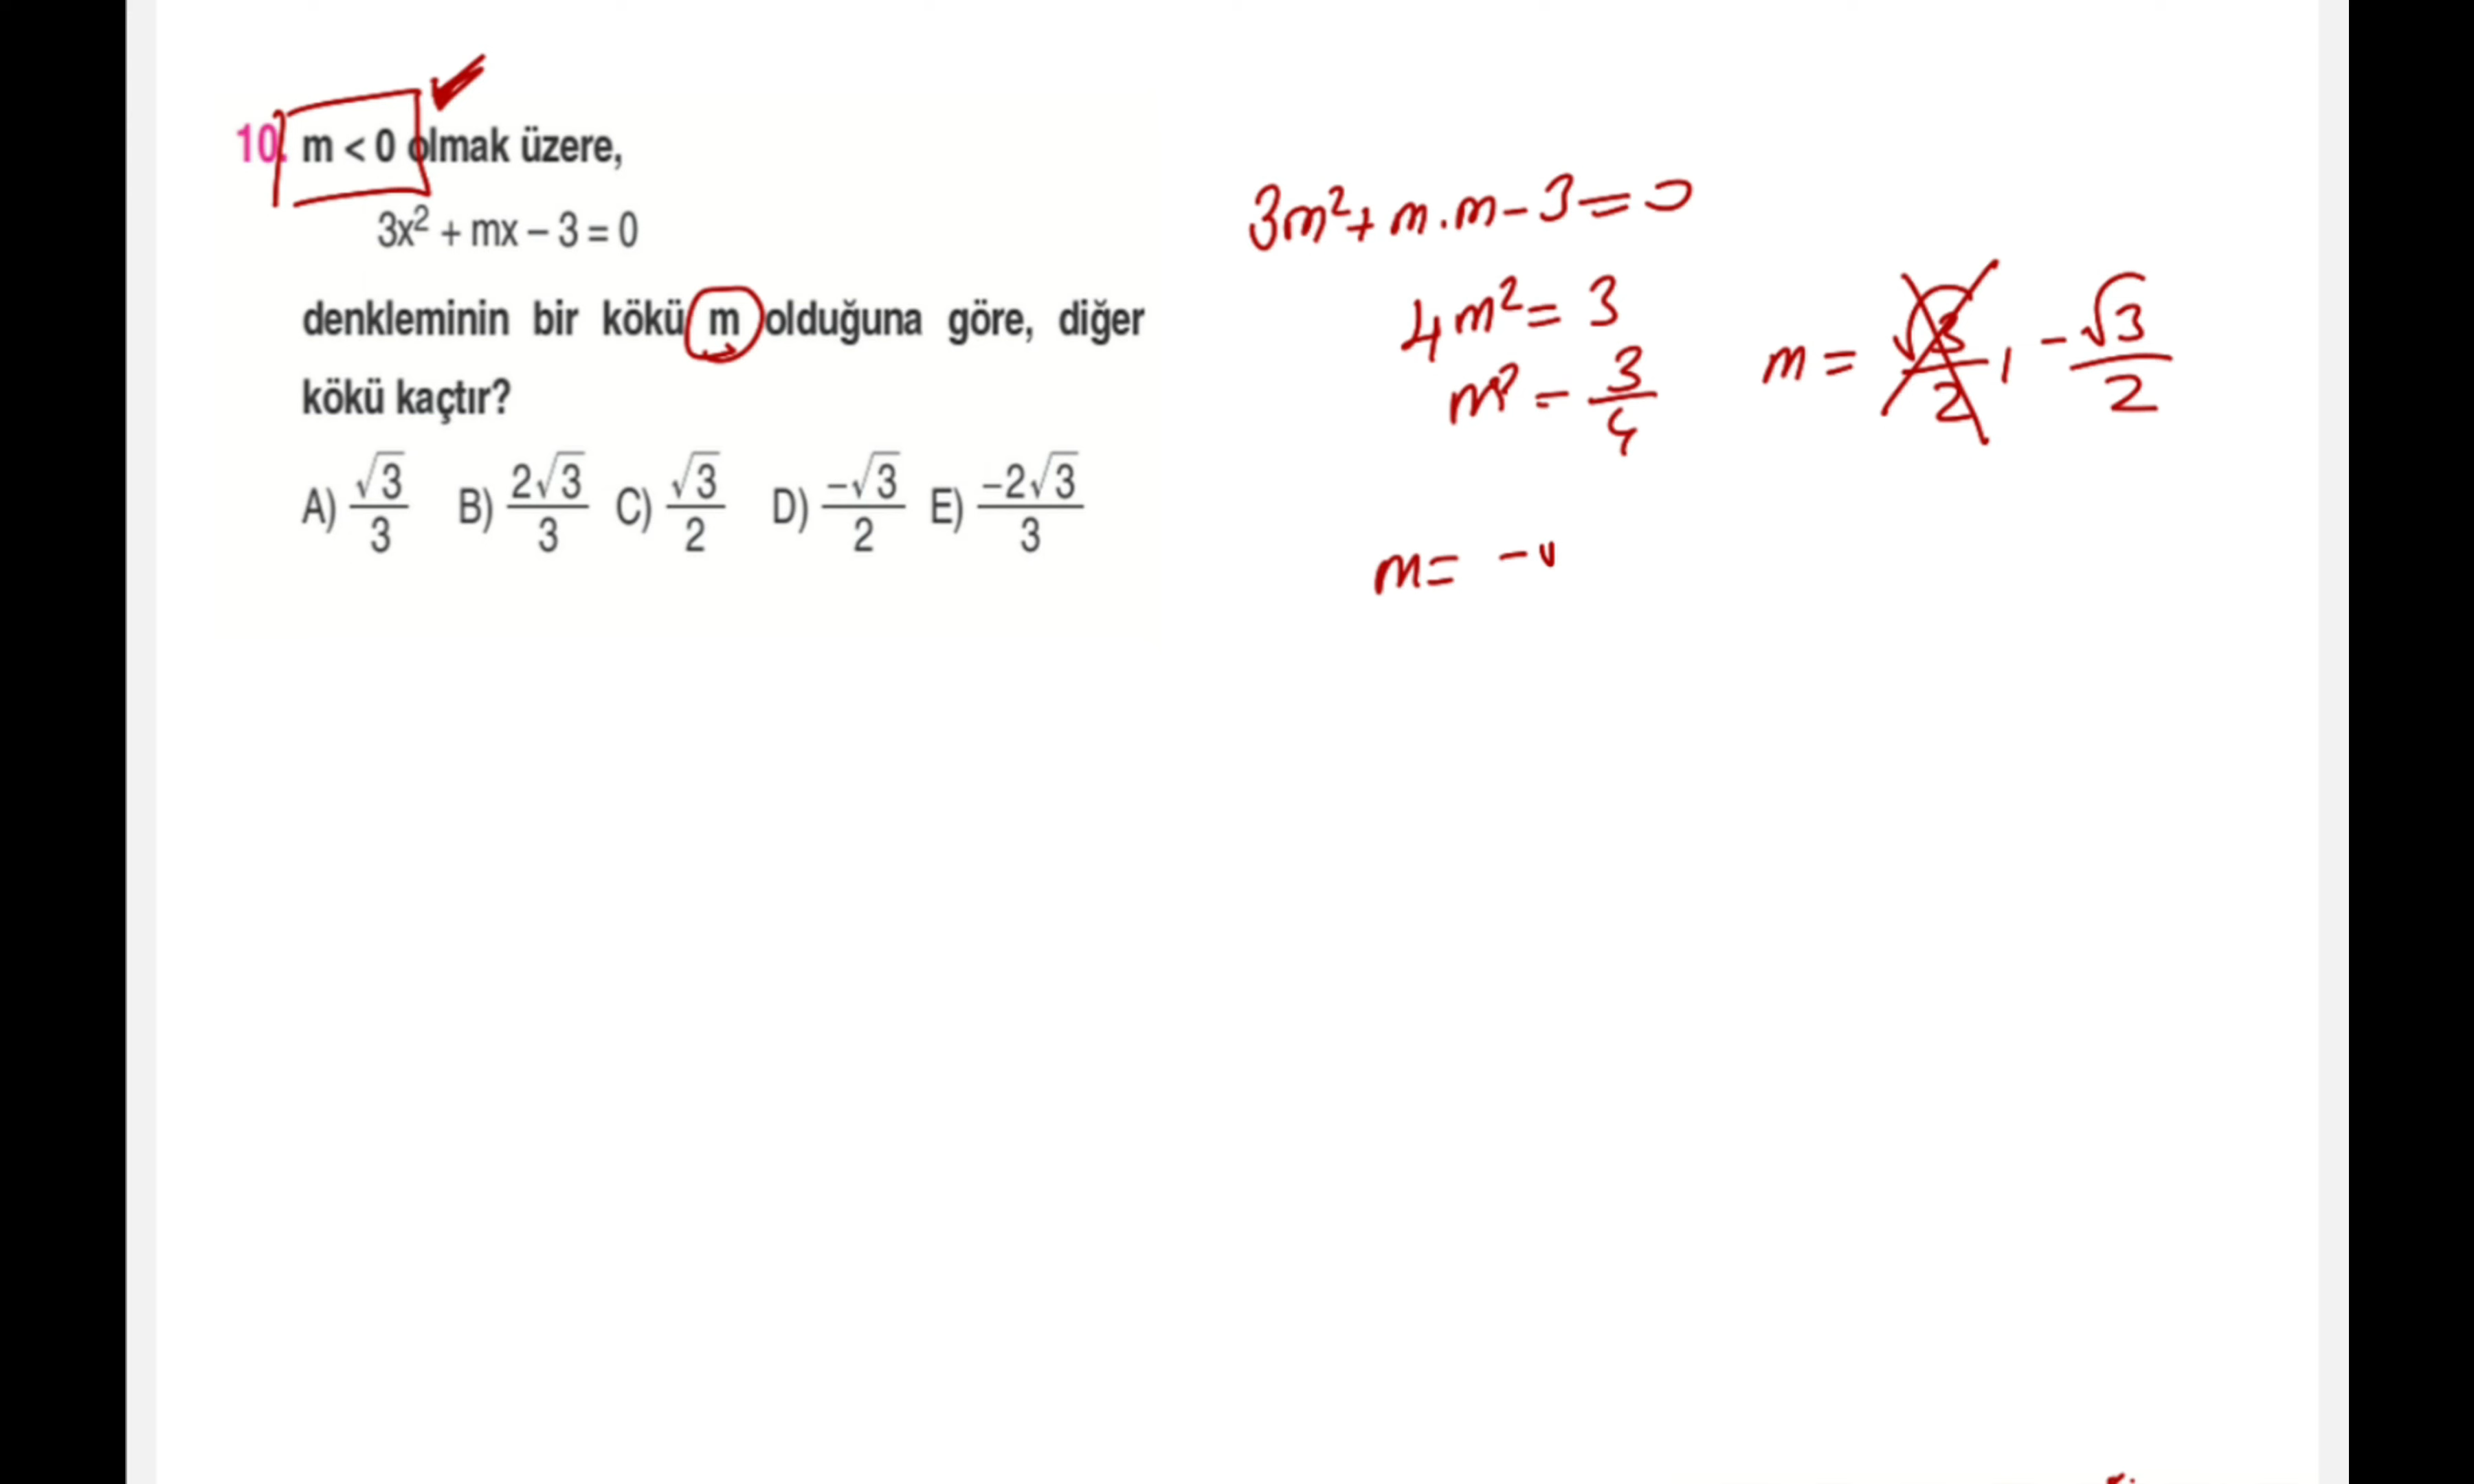 10. m < 0 olmak üzere,
3x² + mx – 3 = 0
denkleminin bir kökü m olduğuna göre, diğer
kökü kaçtır?
A) √3/3 B) 2√3/3 C) √3/2 D) –√3/2 E) –2√3/3
3m²+m.m-3=0
4m²=3
m²=3/4
m= √3/2, -√3/2
m= -